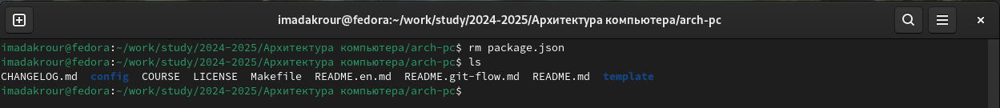 imadakrour@fedora:~/work/study/2024-2025/Архитектура компьютера/arch-pc
imadakrour@fedora:~/work/study/2024-2025/Архитектура компьютера/arch-pc$ rm package.json
imadakrour@fedora:~/work/study/2024-2025/Архитектура компьютера/arch-pc$ ls
CHANGELOG.md  config  COURSE  LICENSE  Makefile  README.en.md  README.git-flow.md  README.md  template
imadakrour@fedora:~/work/study/2024-2025/Архитектура компьютера/arch-pc$